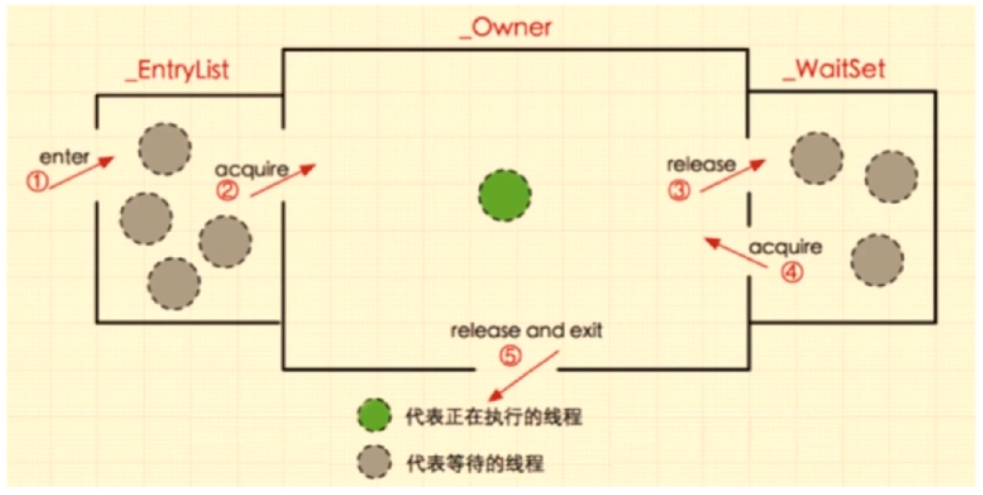 _Owner
_EntryList
_WaitSet
enter
①
acquire
②
release
③
acquire
④
release and exit
⑤
代表正在执行的线程
代表等待的线程